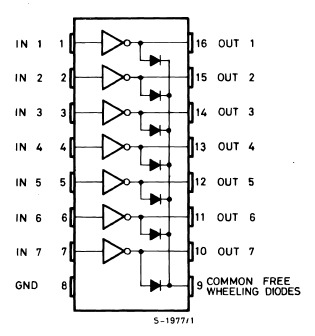 IN 1 1 16 OUT 1
IN 2 2 15 OUT 2
IN 3 3 14 OUT 3
IN 4 4 13 OUT 4
IN 5 5 12 OUT 5
IN 6 6 11 OUT 6
IN 7 7 10 OUT 7
GND 8 9 COMMON FREE
WHEELING DIODES
S-1977/1